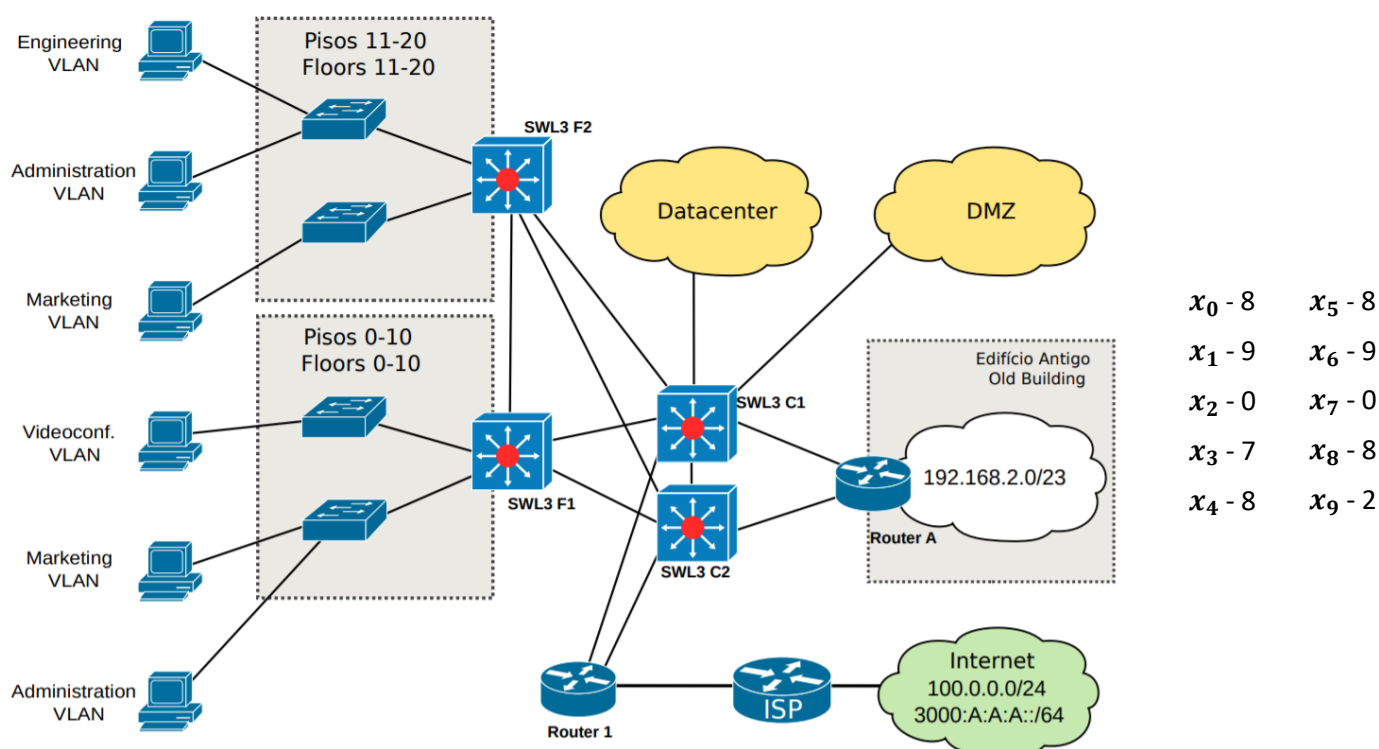 Engineering
VLAN
Administration
VLAN
Marketing
VLAN
Videoconf.
VLAN
Marketing
VLAN
Administration
VLAN
Pisos 11-20
Floors 11-20
Pisos 0-10
Floors 0-10
SWL3 F2
SWL3 F1
Datacenter
DMZ
SWL3 C1
SWL3 C2
Edifício Antigo
Old Building
192.168.2.0/23
Router A
Router 1
ISP
Internet
100.0.0.0/24
3000:A:A:A::/64
x₀ - 8 x₅ - 8
x₁ - 9 x₆ - 9
x₂ - 0 x₇ - 0
x₃ - 7 x₈ - 8
x₄ - 8 x₉ - 2